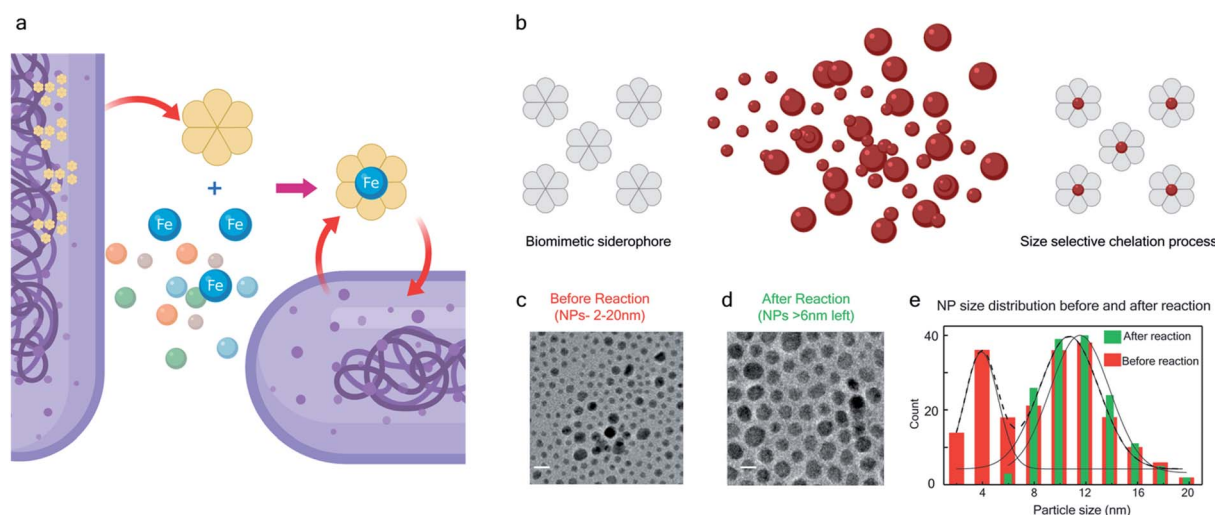 a
+
Fe
Fe
Fe
Fe
b
Biomimetic siderophore
Size selective chelation process
c
Before Reaction
(NPs- 2-20nm)
d
After Reaction
(NPs >6nm left)
e
NP size distribution before and after reaction
After reaction
Before reaction
40
20
0
Count
4
8
12
16
20
Particle size (nm)